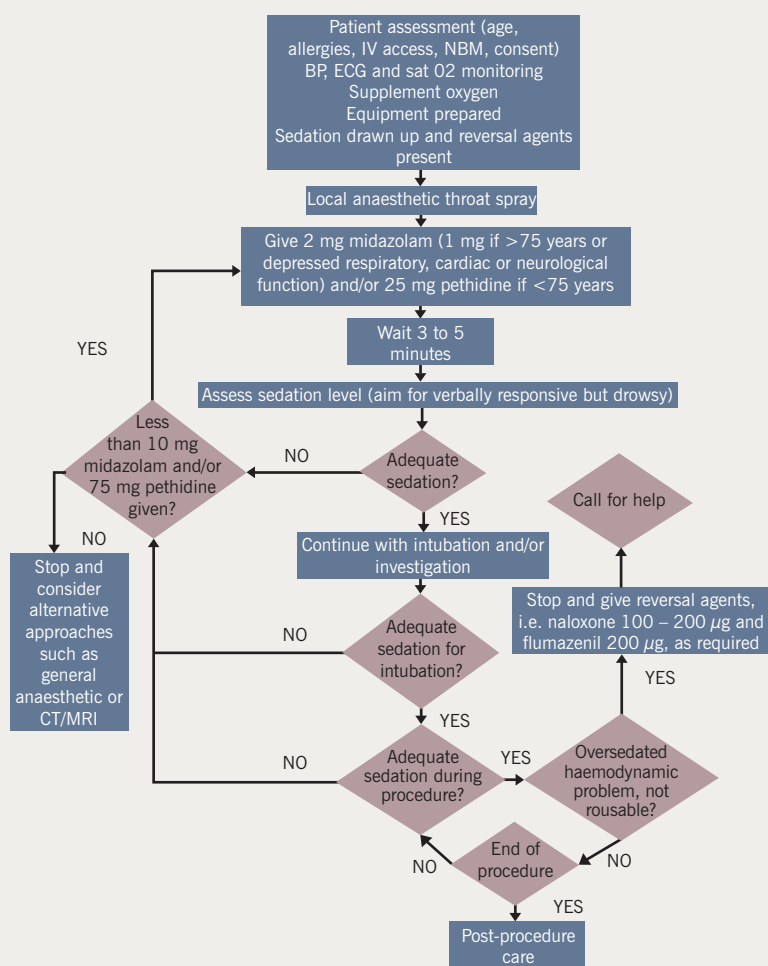 Patient assessment (age,
allergies, IV access, NBM, consent)
BP, ECG and sat 02 monitoring
Supplement oxygen
Equipment prepared
Sedation drawn up and reversal agents
present
Local anaesthetic throat spray
Give 2 mg midazolam (1 mg if >75 years or
depressed respiratory, cardiac or neurological
function) and/or 25 mg pethidine if <75 years
Wait 3 to 5
minutes
YES
Assess sedation level (aim for verbally responsive but drowsy)
Less
than 10 mg
midazolam and/or
75 mg pethidine
given?
NO
Adequate
sedation?
Call for help
YES
NO
Stop and
consider
alternative
approaches
such as
general
anaesthetic or
CT/MRI
Continue with intubation and/or
investigation
Stop and give reversal agents,
i.e. naloxone 100 – 200 µg and
flumazenil 200 µg, as required
NO
Adequate
sedation for
intubation?
YES
YES
NO
Adequate
sedation during
procedure?
YES
Oversedated
haemodynamic
problem, not
rousable?
NO
End of
procedure
NO
YES
Post-procedure
care